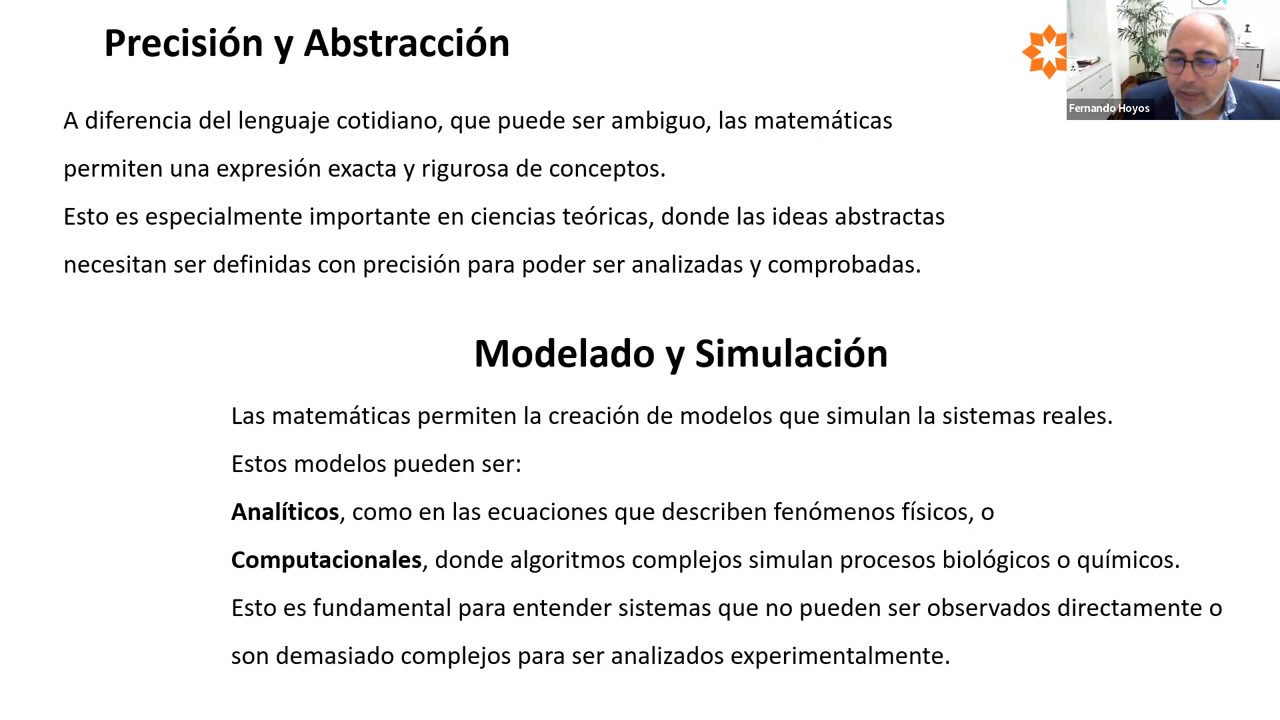 Precisión y Abstracción
Fernando Hoyos
A diferencia del lenguaje cotidiano, que puede ser ambiguo, las matemáticas
permiten una expresión exacta y rigurosa de conceptos.
Esto es especialmente importante en ciencias teóricas, donde las ideas abstractas
necesitan ser definidas con precisión para poder ser analizadas y comprobadas.
Modelado y Simulación
Las matemáticas permiten la creación de modelos que simulan la sistemas reales.
Estos modelos pueden ser:
Analíticos, como en las ecuaciones que describen fenómenos físicos, o
Computacionales, donde algoritmos complejos simulan procesos biológicos o químicos.
Esto es fundamental para entender sistemas que no pueden ser observados directamente o
son demasiado complejos para ser analizados experimentalmente.